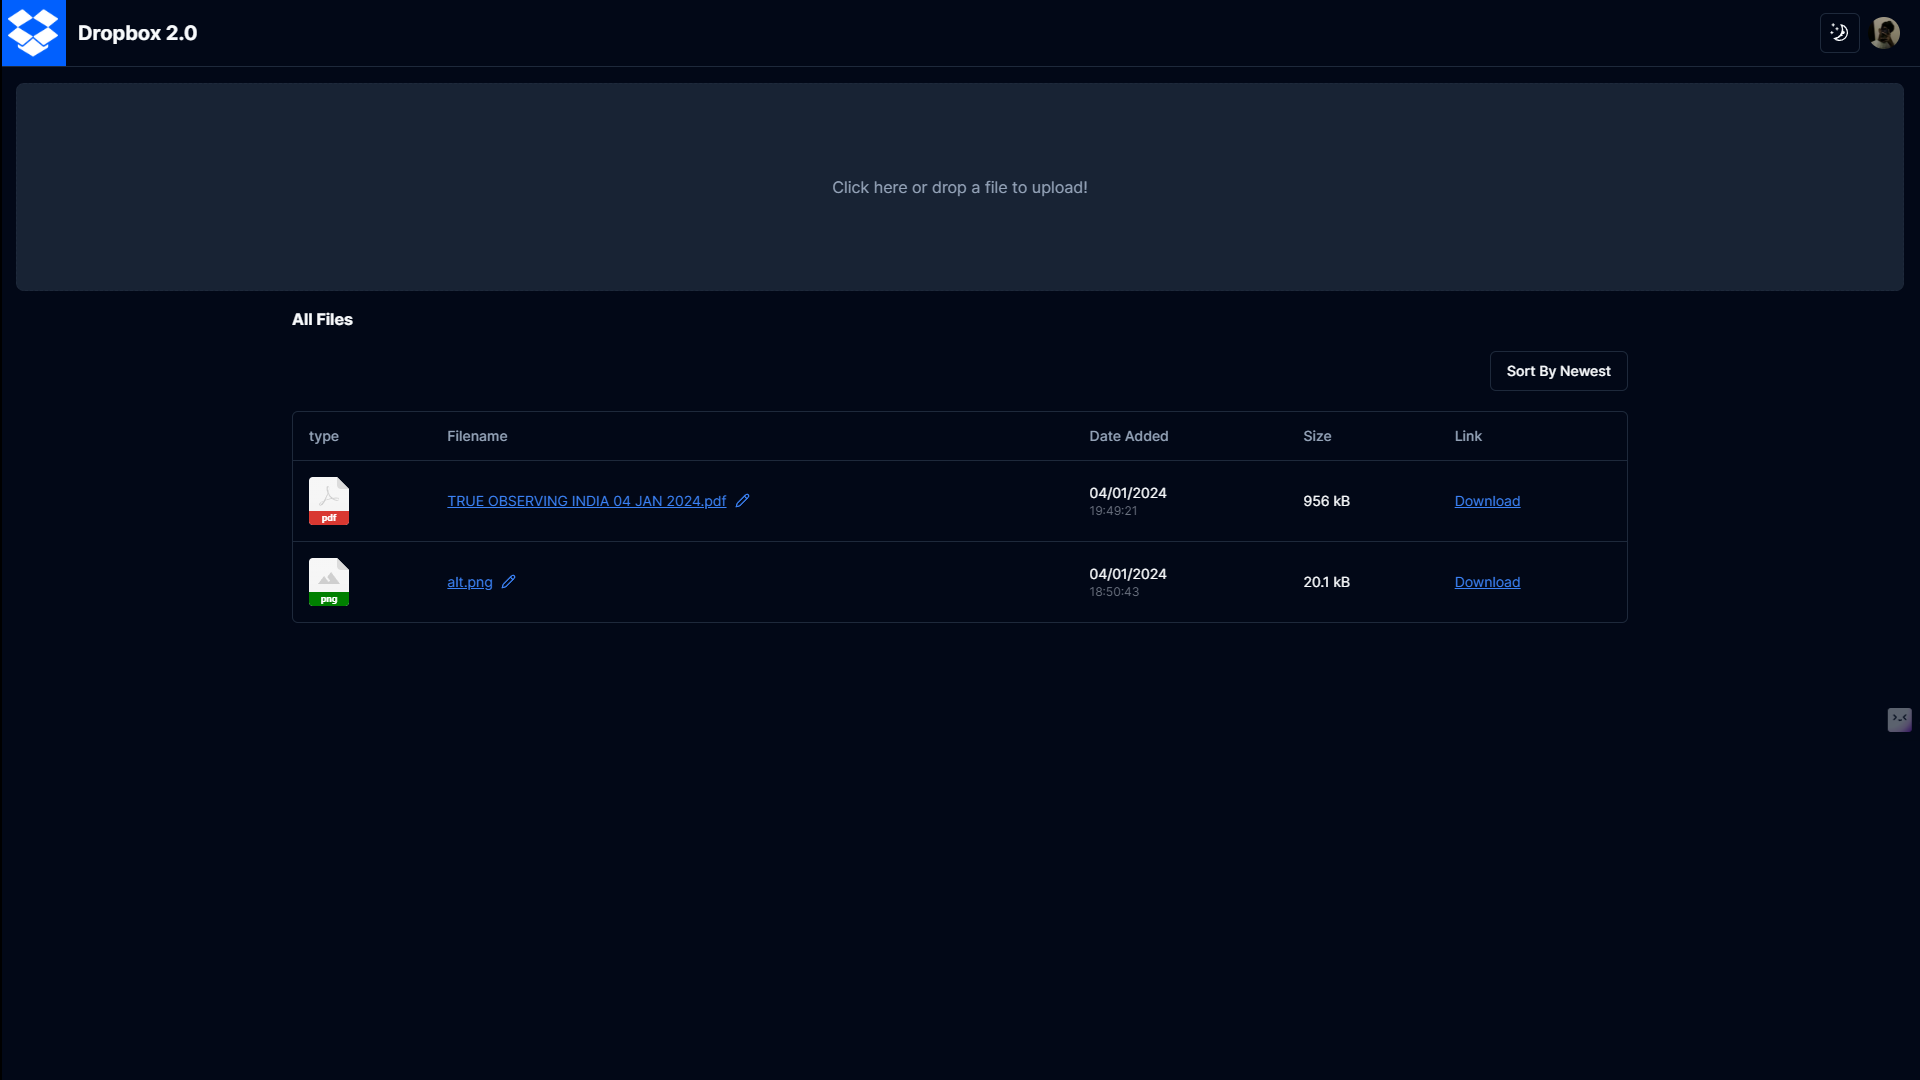 Dropbox 2.0
Click here or drop a file to upload!
All Files
Sort By Newest
type Filename Date Added Size Link
pdf TRUE OBSERVING INDIA 04 JAN 2024.pdf 04/01/2024 956 kB Download
19:49:21
png alt.png 04/01/2024 20.1 kB Download
18:50:43